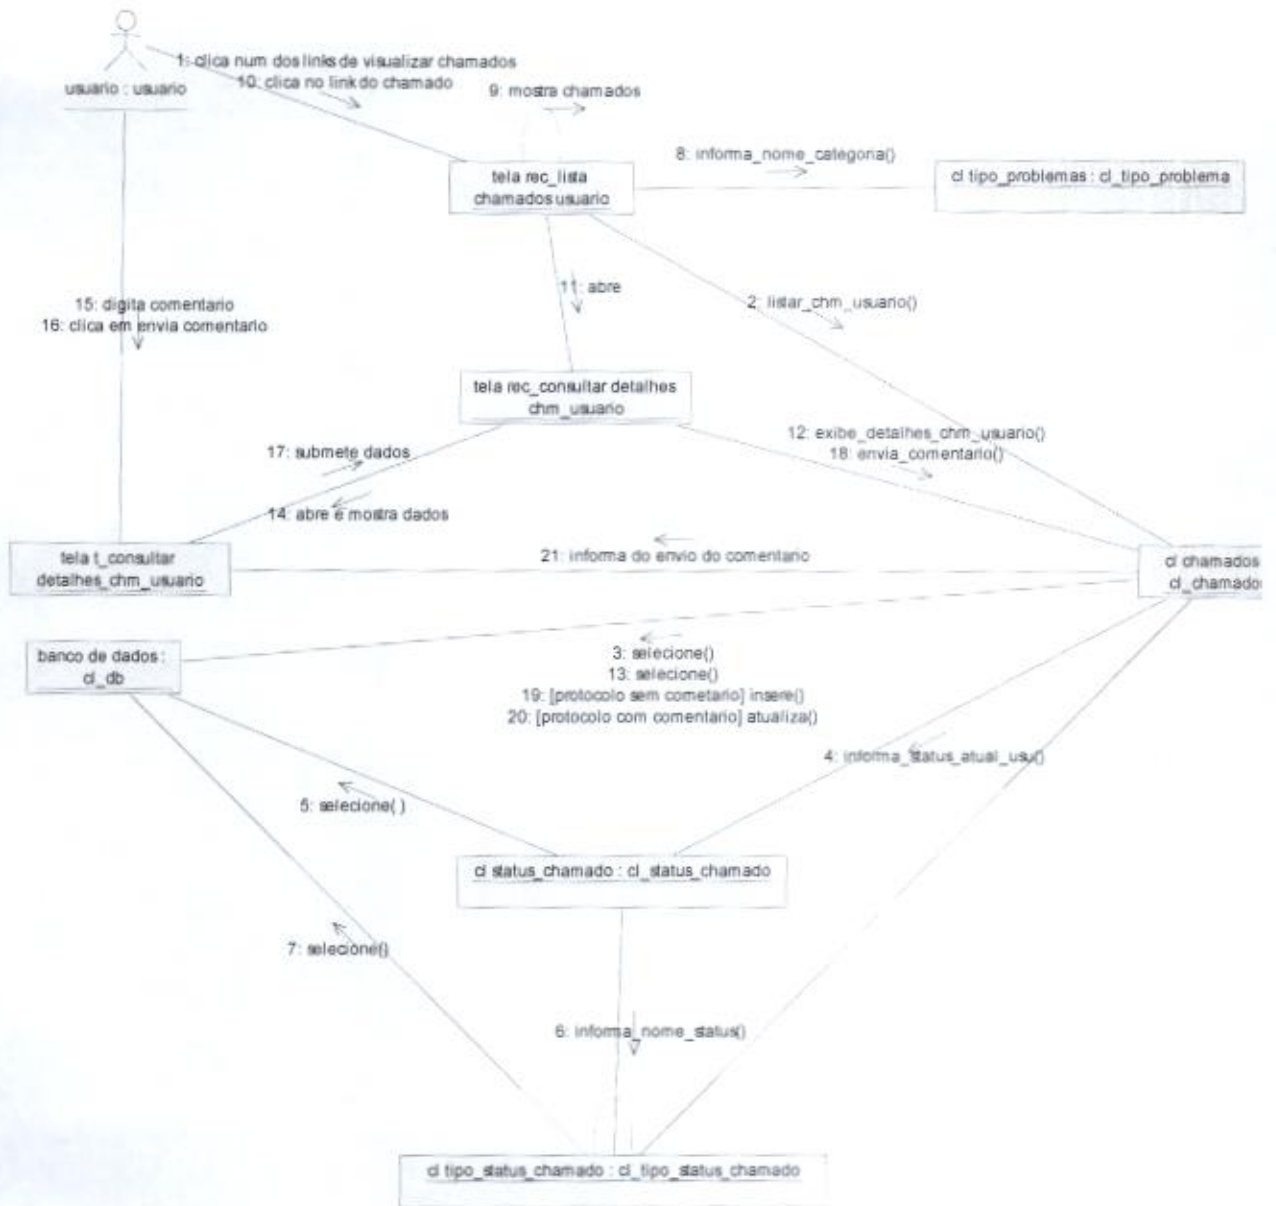 1: clica num dos links de visualizar chamados
10: clica no link do chamado
usuario : usuario
9: mostra chamados
8: informa_nome_categoria()
tela rec_lista
chamados usuario
cl tipo_problemas : cl_tipo_problema
11: abre
2: listar_chm_usuario()
15: digita comentario
16: clica em envia comentario
tela rec_consultar detalhes
chm_usuario
12: exibe_detalhes_chm_usuario()
18: envia_comentario()
17: submete dados
14: abre e mostra dados
tela t_consultar
detalhes_chm_usuario
21: informa do envio do comentario
cl chamados
cl_chamado
banco de dados :
cl_db
3: selecione()
13: selecione()
19: [protocolo sem cometario] insere()
20: [protocolo com comentario] atualiza()
4: informa_status_atual_usu()
5: selecione( )
cl status_chamado : cl_status_chamado
7: selecione()
6: informa_nome_status()
cl tipo_status_chamado : cl_tipo_status_chamado